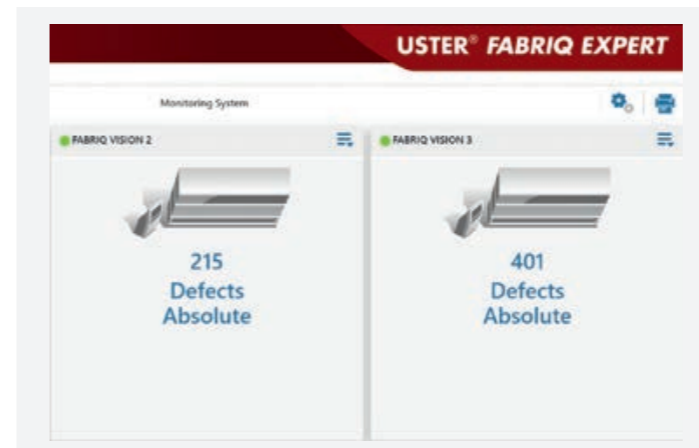 USTER® FABRIQ EXPERT
Monitoring System
FABRIQ VISION 2
FABRIQ VISION 3
215
Defects
Absolute
401
Defects
Absolute